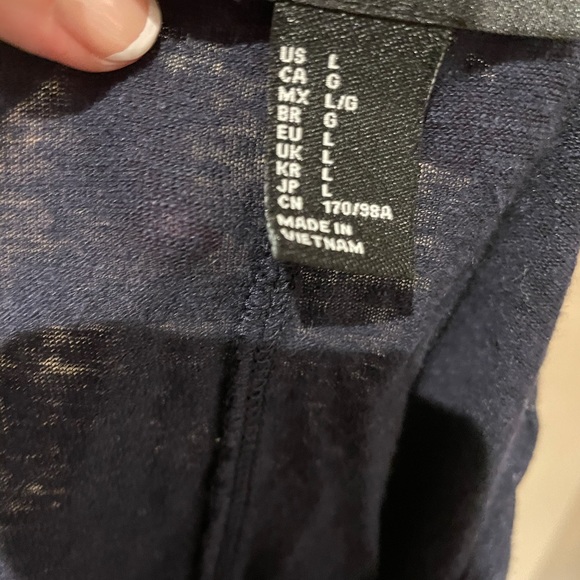 US L
CA G
MX L/G
BR G
EU L
UK L
KR L
JP L
CN 170/98A
MADE IN
VIETNAM